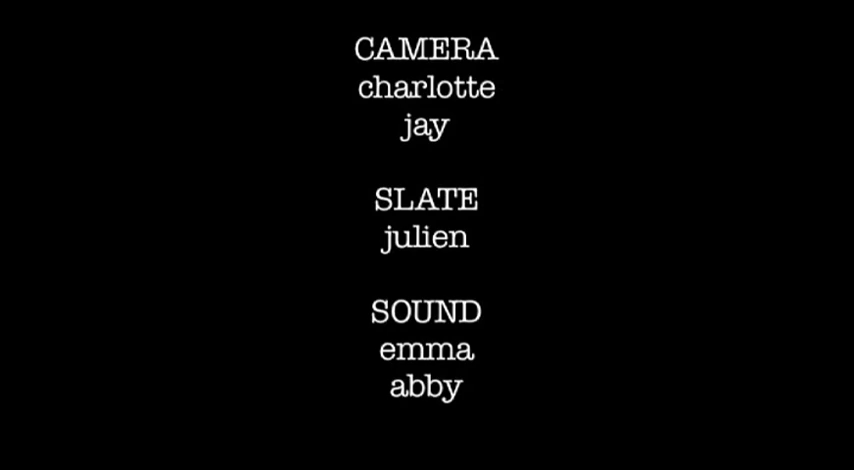 CAMERA
charlotte
jay
SLATE
julien
SOUND
emma
abby